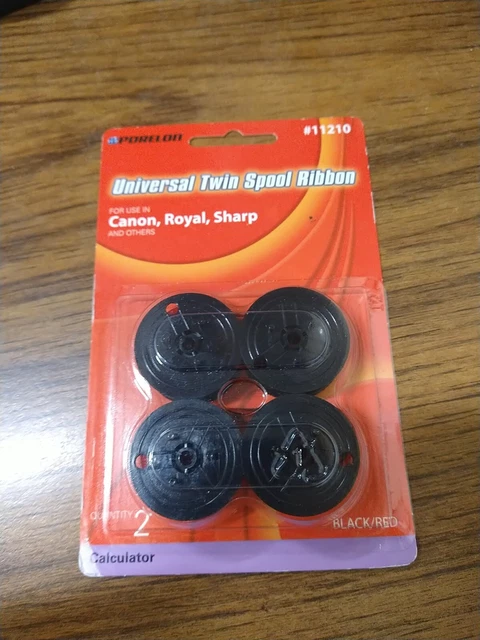 PORELON
#11210
Universal Twin Spool Ribbon
FOR USE IN
Canon, Royal, Sharp
AND OTHERS
QUANTITY 2
BLACK/RED
Calculator